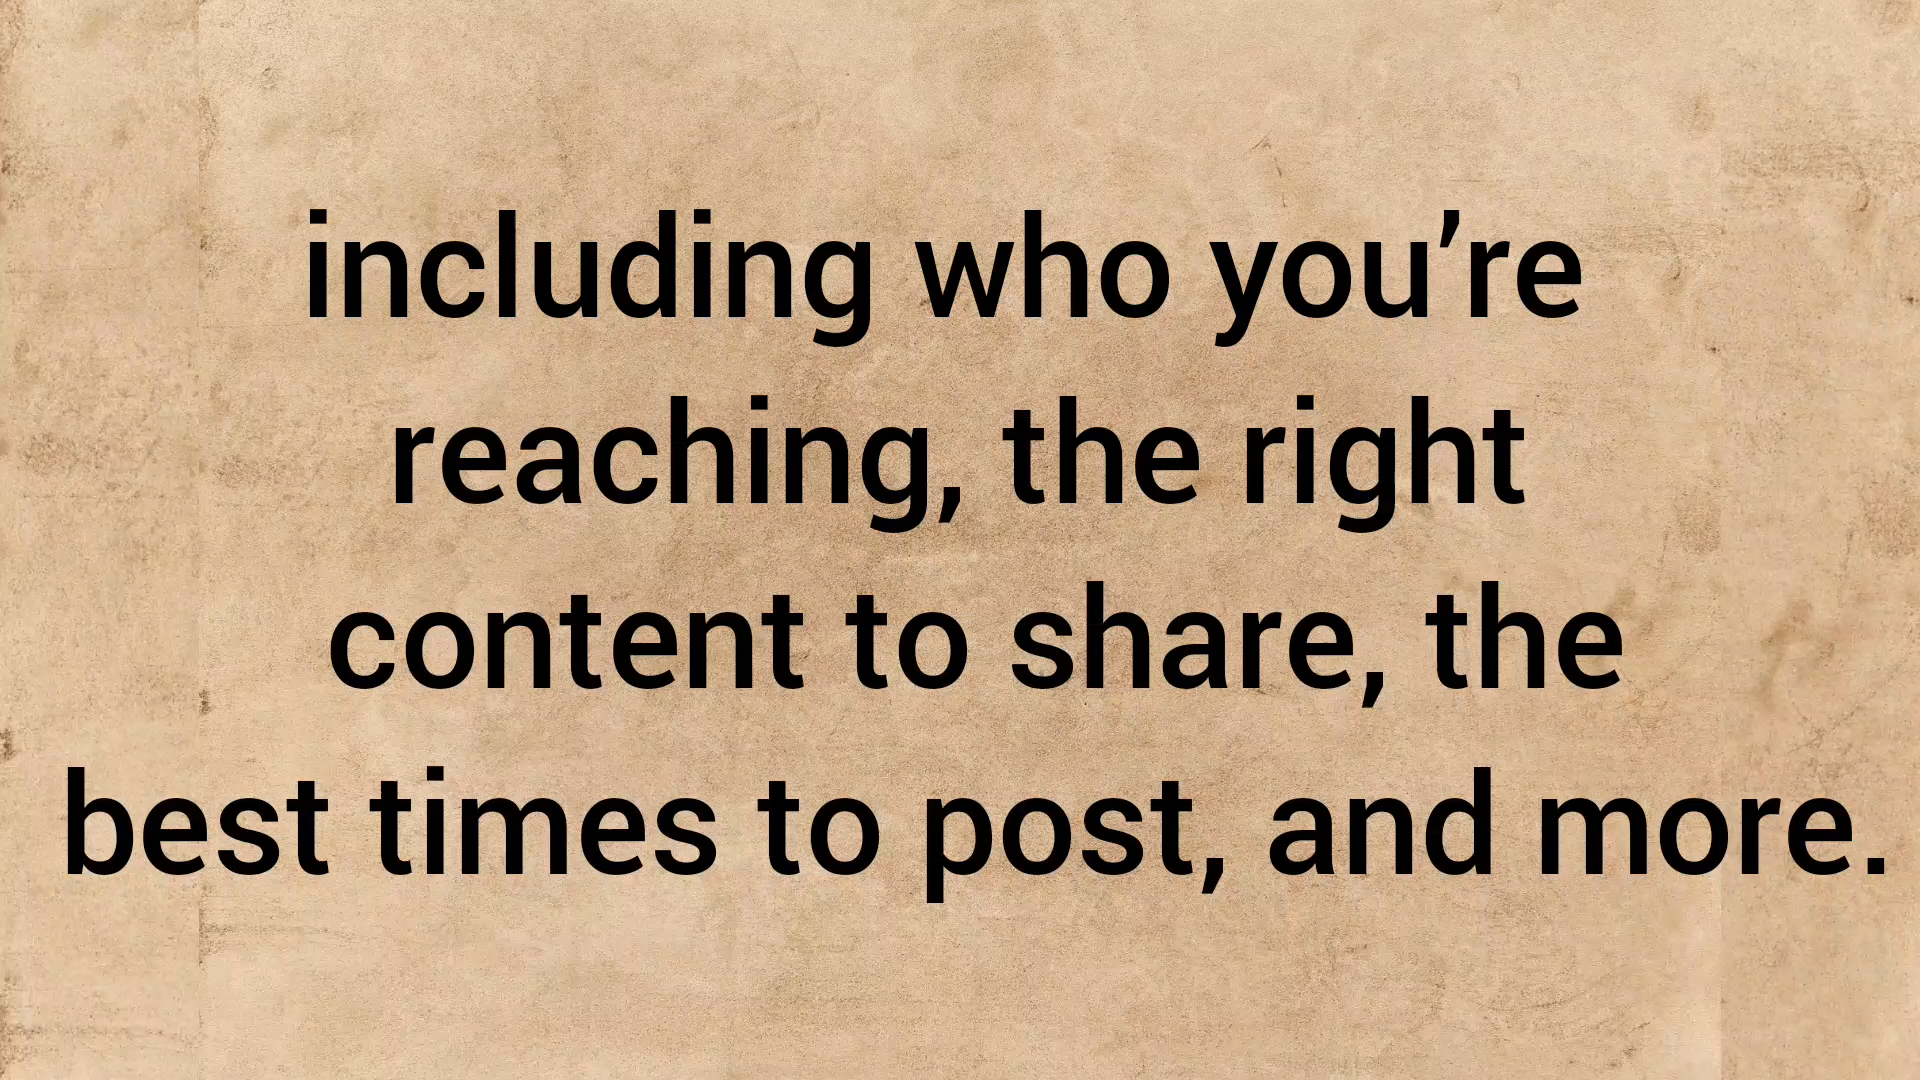 including who you’re
reaching, the right
content to share, the
best times to post, and more.